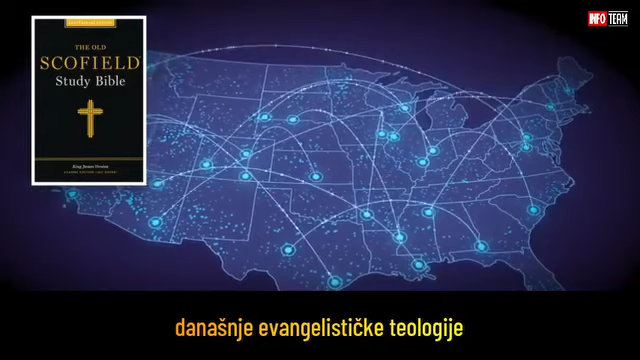 THE OLD
SCOFIELD
Study Bible
King James Version
INFO TEAM
današnje evangelističke teologije